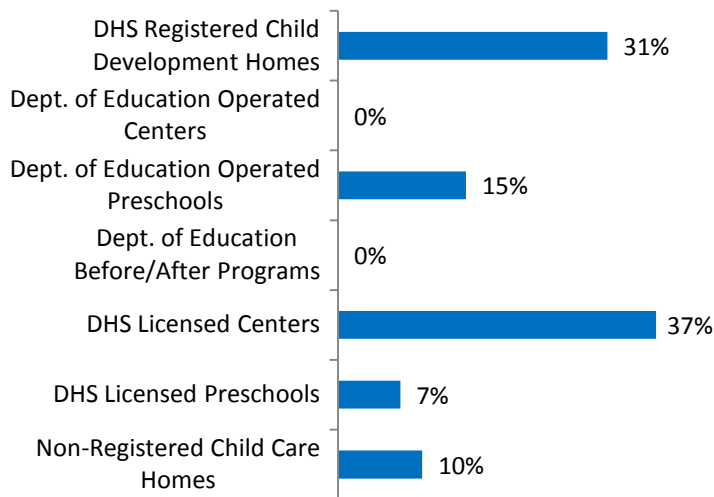 DHS Registered Child
Development Homes
31%
Dept. of Education Operated
Centers
0%
Dept. of Education Operated
Preschools
15%
Dept. of Education
Before/After Programs
0%
DHS Licensed Centers
37%
DHS Licensed Preschools
7%
Non-Registered Child Care
Homes
10%